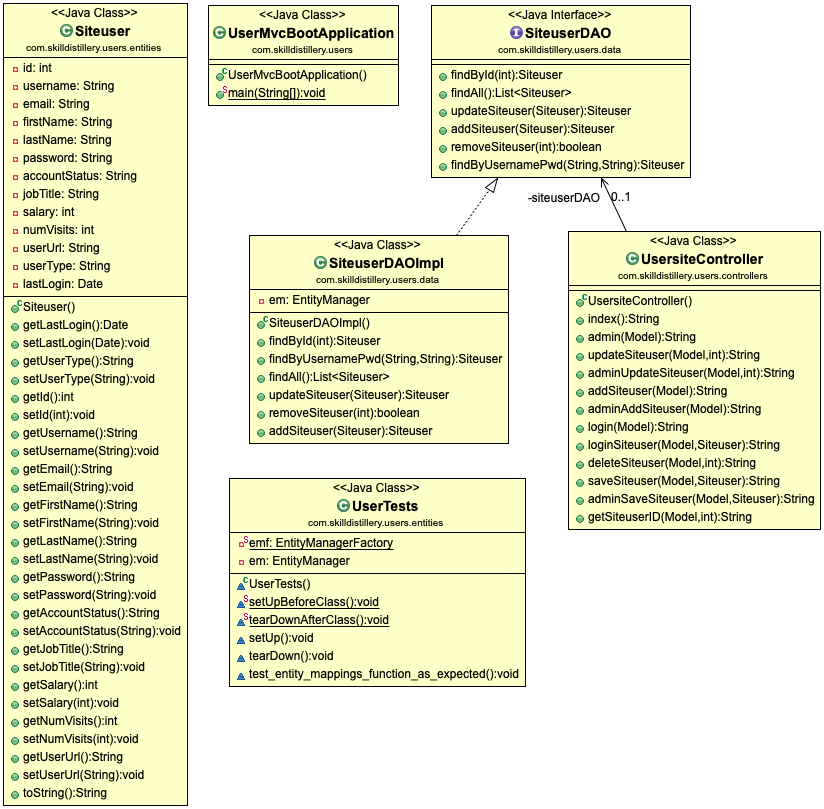 <<Java Class>>
Siteuser
com.skilldistillery.users.entities
id: int
username: String
email: String
firstName: String
lastName: String
password: String
accountStatus: String
jobTitle: String
salary: int
numVisits: int
userUrl: String
userType: String
lastLogin: Date
Siteuser()
getLastLogin():Date
setLastLogin(Date):void
getUserType():String
setUserType(String):void
getId():int
setId(int):void
getUsername():String
setUsername(String):void
getEmail():String
setEmail(String):void
getFirstName():String
setFirstName(String):void
getLastName():String
setLastName(String):void
getPassword():String
setPassword(String):void
getAccountStatus():String
setAccountStatus(String):void
getJobTitle():String
setJobTitle(String):void
getSalary():int
setSalary(int):void
getNumVisits():int
setNumVisits(int):void
getUserUrl():String
setUserUrl(String):void
toString():String
<<Java Class>>
UserMvcBootApplication
com.skilldistillery.users
UserMvcBootApplication()
main(String[]):void
<<Java Interface>>
SiteuserDAO
com.skilldistillery.users.data
findById(int):Siteuser
findAll():List<Siteuser>
updateSiteuser(Siteuser):Siteuser
addSiteuser(Siteuser):Siteuser
removeSiteuser(int):boolean
findByUsernamePwd(String,String):Siteuser
-siteuserDAO 0..1
<<Java Class>>
SiteuserDAOImpl
com.skilldistillery.users.data
em: EntityManager
SiteuserDAOImpl()
findById(int):Siteuser
findByUsernamePwd(String,String):Siteuser
findAll():List<Siteuser>
updateSiteuser(Siteuser):Siteuser
removeSiteuser(int):boolean
addSiteuser(Siteuser):Siteuser
<<Java Class>>
UsersiteController
com.skilldistillery.users.controllers
UsersiteController()
index():String
admin(Model):String
updateSiteuser(Model,int):String
adminUpdateSiteuser(Model,int):String
addSiteuser(Model):String
adminAddSiteuser(Model):String
login(Model):String
loginSiteuser(Model,Siteuser):String
deleteSiteuser(Model,int):String
saveSiteuser(Model,Siteuser):String
adminSaveSiteuser(Model,Siteuser):String
getSiteuserID(Model,int):String
<<Java Class>>
UserTests
com.skilldistillery.users.entities
emf: EntityManagerFactory
em: EntityManager
UserTests()
setUpBeforeClass():void
tearDownAfterClass():void
setUp():void
tearDown():void
test_entity_mappings_function_as_expected():void